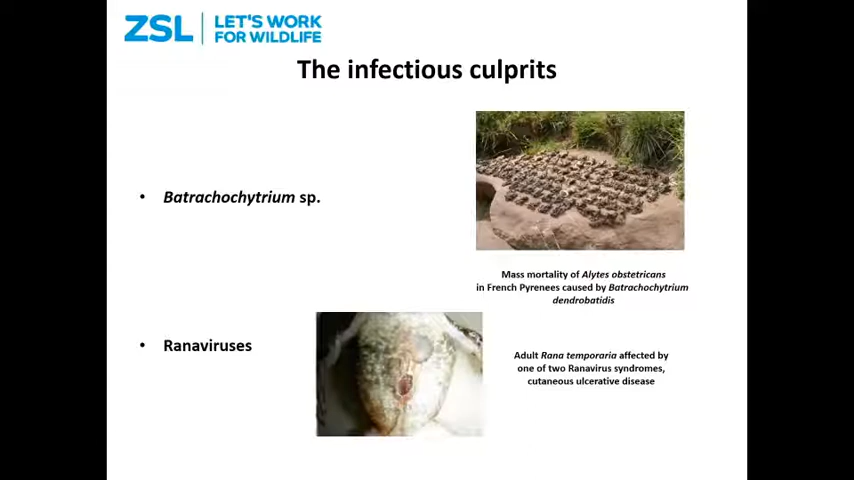 ZSL
LET'S WORK
FOR WILDLIFE
The infectious culprits
• Batrachochytrium sp.
Mass mortality of Alytes obstetricans
in French Pyrenees caused by Batrachochytrium
dendrobatidis
• Ranaviruses
Adult Rana temporaria affected by
one of two Ranavirus syndromes,
cutaneous ulcerative disease